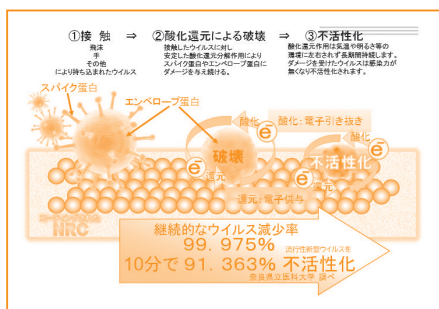 ①接 触 ⇒ ②酸化還元による破壊 ⇒ ③不活性化
飛沫
手
その他
により持ち込まれたウイルス
接触したウイルスに対し
安定した酸化還元分解作用により
スパイク蛋白やエンベロープ蛋白に
ダメージを与え続ける。
酸化還元作用は気温や明るさ等の
環境に左右されず長期間持続します。
ダメージを受けたウイルスは感染力が
無くなり不活性化されます。
スパイク蛋白
エンベロープ蛋白
酸化
酸化:電子引き抜き
酸化
e
e
破壊
不活性化
e
e
還元
還元
還元:電子供与
NRC
継続的なウイルス減少率
99.975% 流行性新型ウイルスを
10分で91.363% 不活性化
奈良県立医科大学 調べ